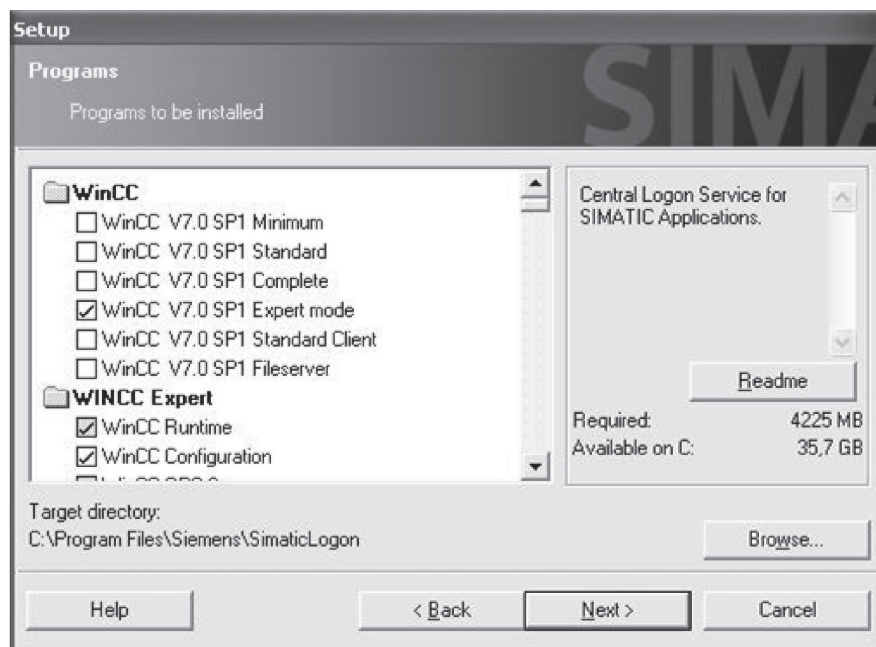 Setup
Programs
Programs to be installed
SIMA
WinCC
WinCC V7.0 SP1 Minimum
WinCC V7.0 SP1 Standard
WinCC V7.0 SP1 Complete
WinCC V7.0 SP1 Expert mode
WinCC V7.0 SP1 Standard Client
WinCC V7.0 SP1 Fileserver
WINCC Expert
WinCC Runtime
WinCC Configuration
Central Logon Service for
SIMATIC Applications.
Readme
Required: 4225 MB
Available on C: 35,7 GB
Target directory:
C:\Program Files\Siemens\SimaticLogon
Browse...
Help
< Back
Next >
Cancel